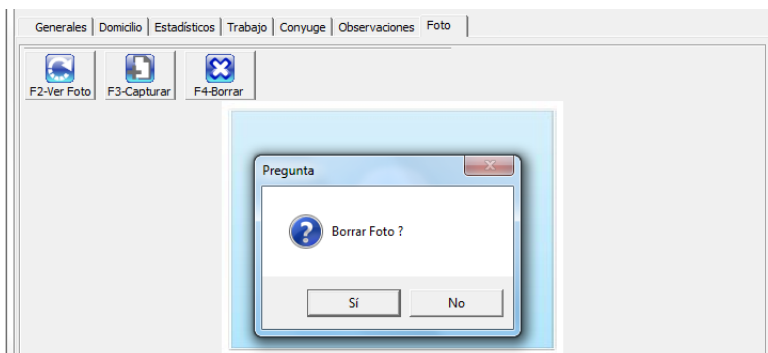 Generales Domicilio Estadísticos Trabajo Conyuge Observaciones Foto
F2-Ver Foto F3-Capturar F4-Borrar
Pregunta
Borrar Foto ?
Sí No